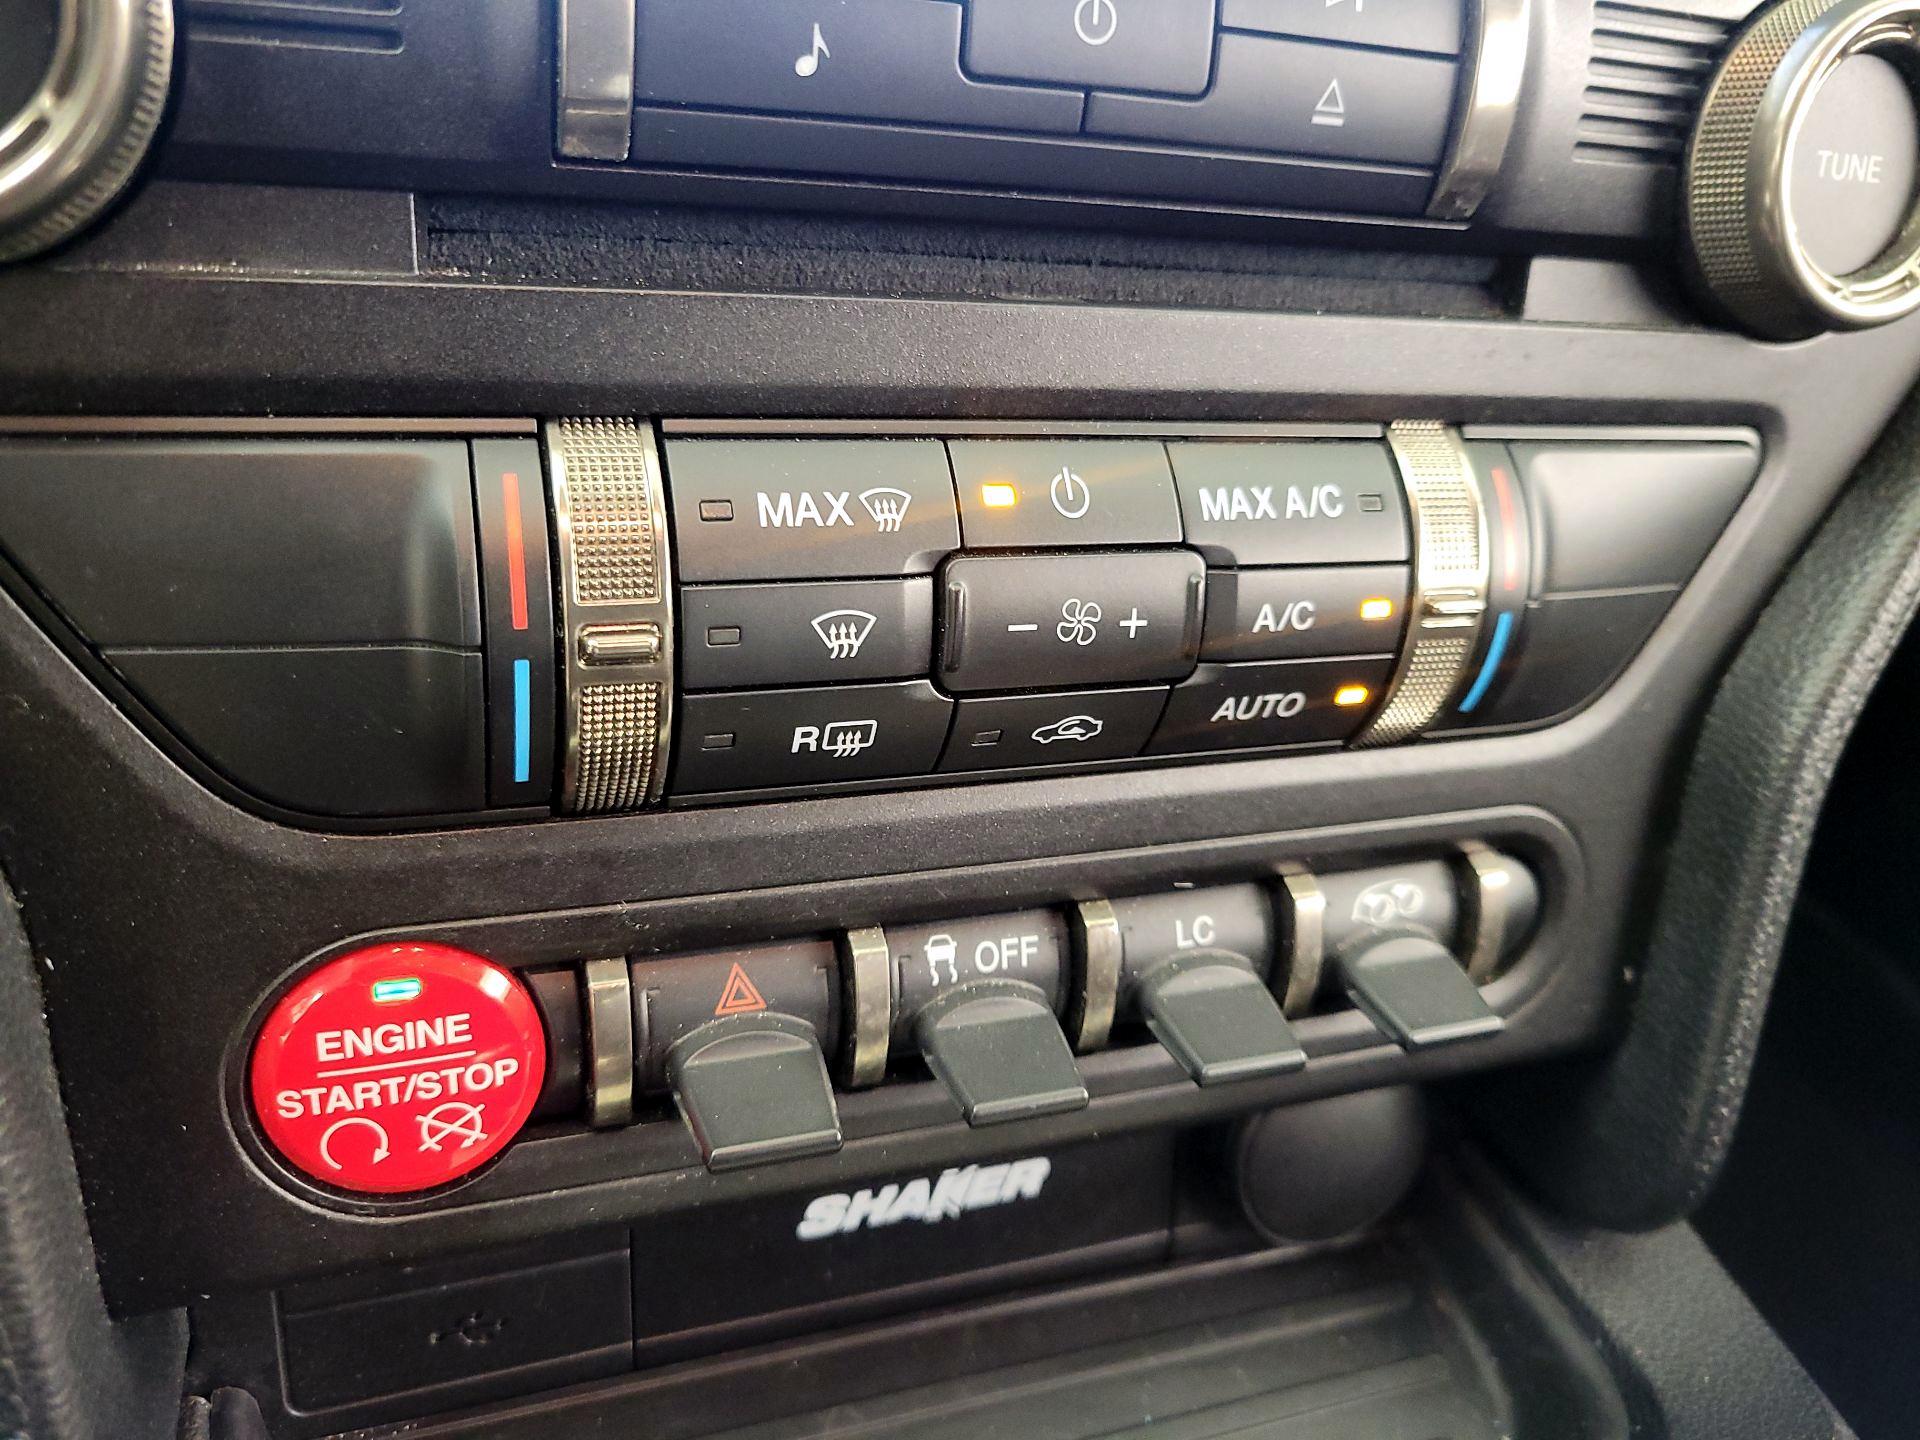 TUNE
MAX
MAX A/C
- +
A/C
R
AUTO
OFF
LC
ENGINE
START/STOP
SHAKER